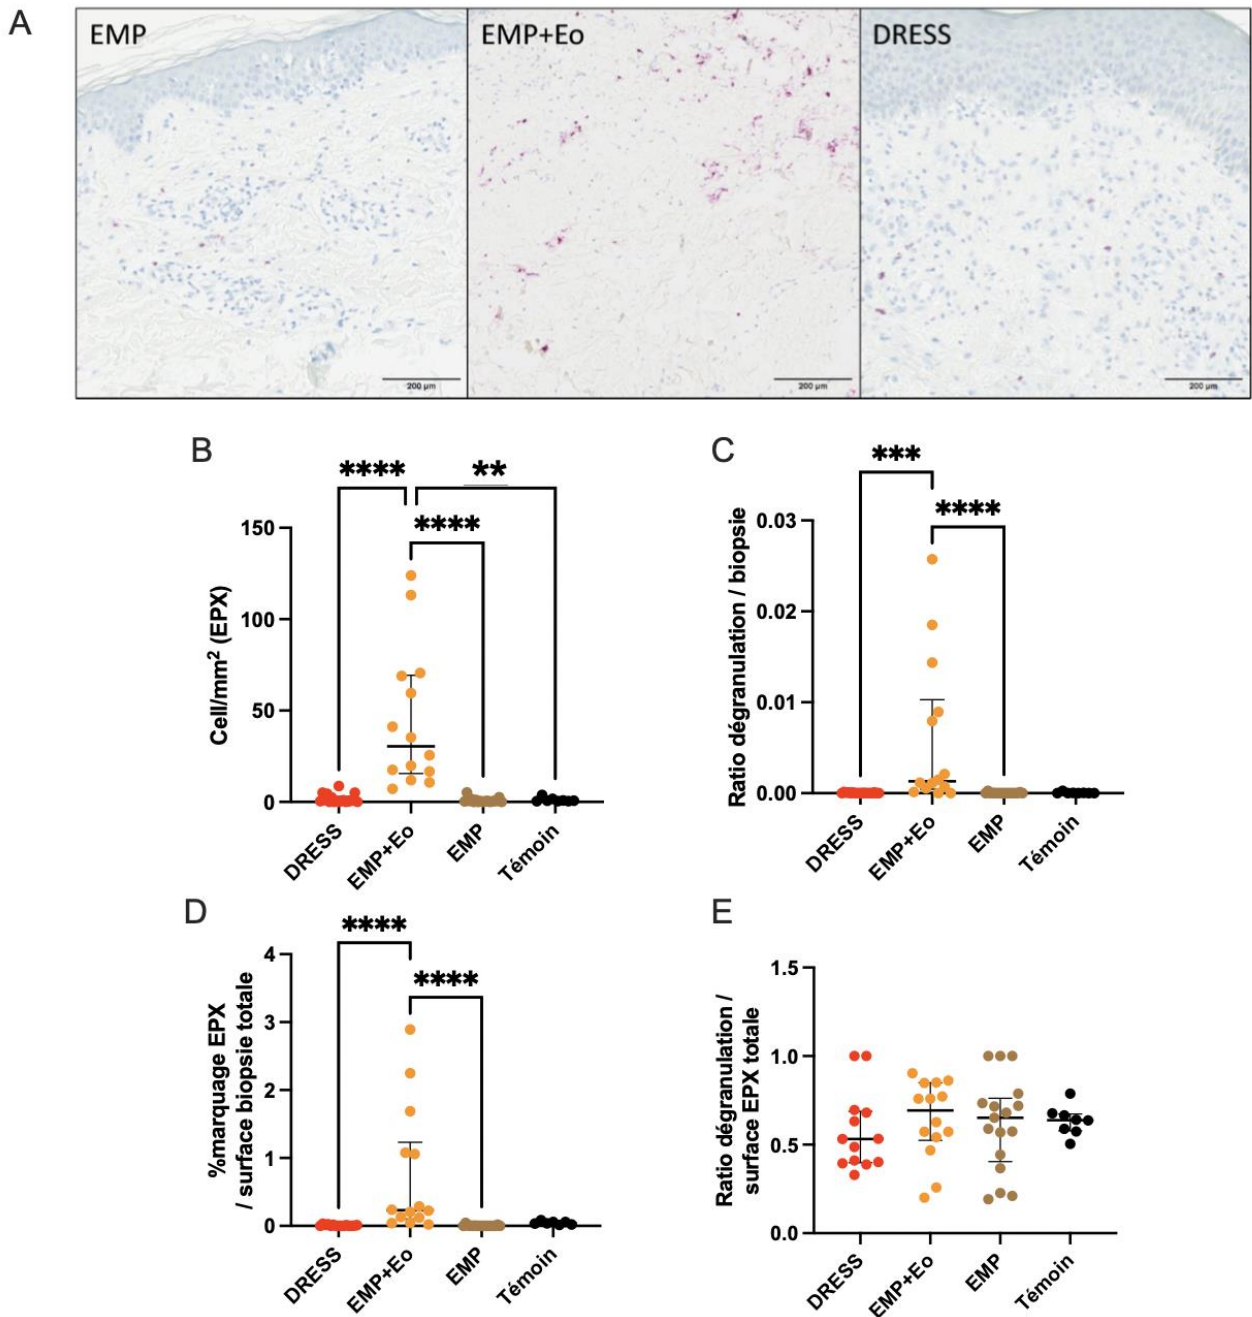 A
EMP
EMP+Eo
DRESS
200 µm
200 µm
200 µm
B
**** **
****
Cell/mm² (EPX)
150
100
50
0
DRESS
EMP+Eo
EMP
Témoin
C
***
****
Ratio dégranulation / biopsie
0.03
0.02
0.01
0.00
DRESS
EMP+Eo
EMP
Témoin
D
****
****
%marquage EPX
/ surface biopsie totale
4
3
2
1
0
DRESS
EMP+Eo
EMP
Témoin
E
Ratio dégranulation /
surface EPX totale
1.5
1.0
0.5
0.0
DRESS
EMP+Eo
EMP
Témoin